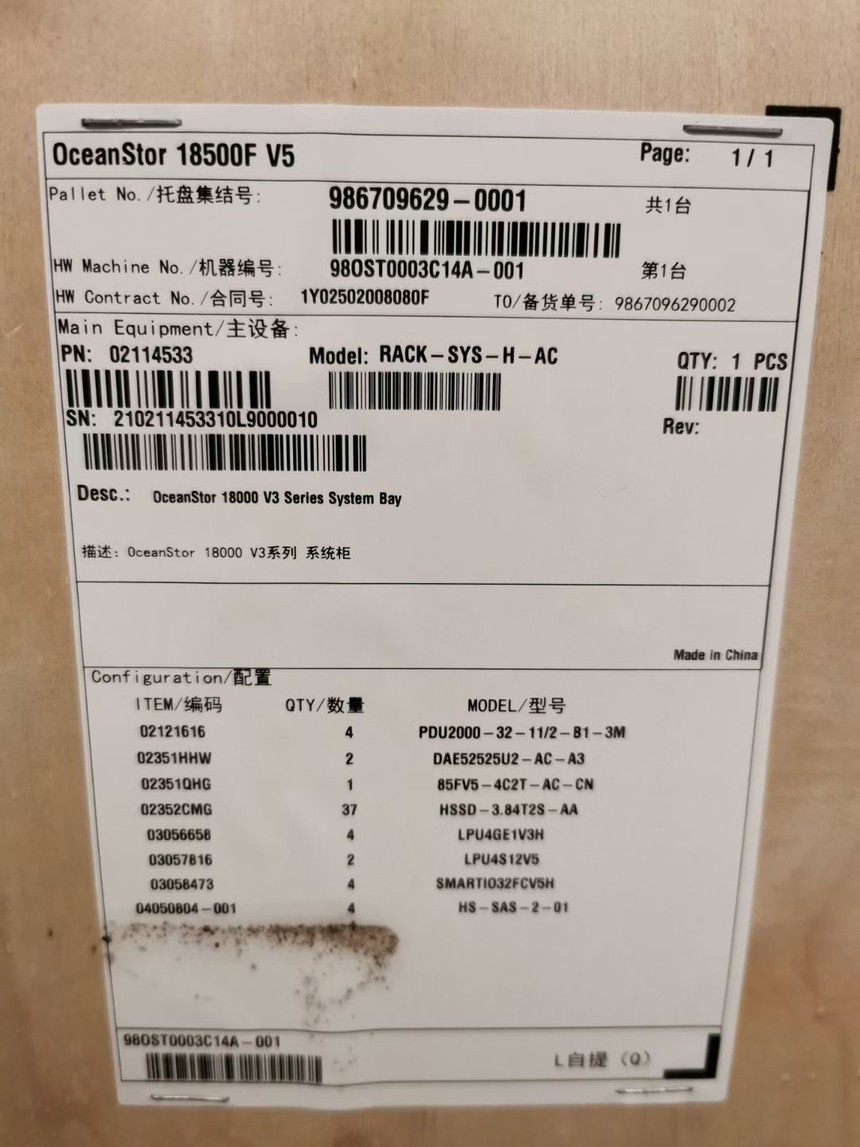 OceanStor 18500F V5 Page: 1 / 1
Pallet No./托盘集结号: 986709629-0001 共1台
HW Machine No./机器编号: 98OST0003C14A-001 第1台
HW Contract No./合同号: 1Y02502008080F TO/备货单号: 9867096290002
Main Equipment/主设备:
PN: 02114533 Model: RACK-SYS-H-AC QTY: 1 PCS
SN: 210211453310L9000010 Rev:
Desc.: OceanStor 18000 V3 Series System Bay
描述: OceanStor 18000 V3系列 系统柜
Made in China
Configuration/配置
ITEM/编码 QTY/数量 MODEL/型号
02121616 4 PDU2000-32-11/2-B1-3M
02351HHW 2 DAE52525U2-AC-A3
02351QHG 1 85FV5-4C2T-AC-CN
02352CMG 37 HSSD-3.84T2S-AA
03056658 4 LPU4GE1V3H
03057816 2 LPU4S12V5
03058473 4 SMARTIO32FCV5H
04050804-001 4 HS-SAS-2-01
98OST0003C14A-001 L自提（Q）